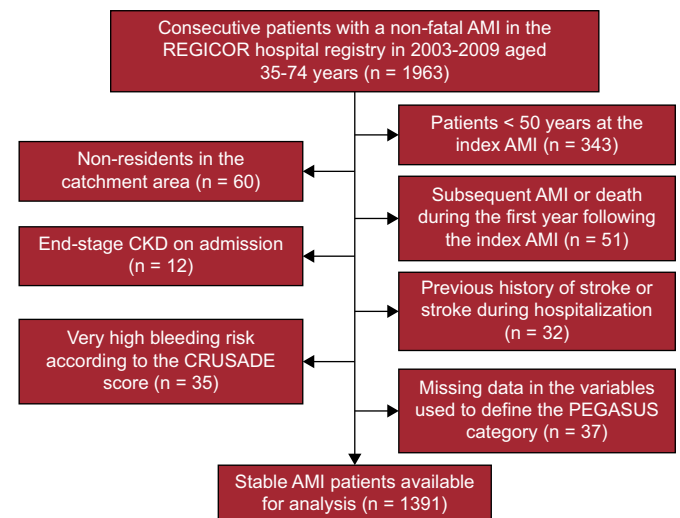 Consecutive patients with a non-fatal AMI in the
REGICOR hospital registry in 2003-2009 aged
35-74 years (n = 1963)
Patients < 50 years at the
index AMI (n = 343)
Non-residents in the
catchment area (n = 60)
Subsequent AMI or death
during the first year following
the index AMI (n = 51)
End-stage CKD on admission
(n = 12)
Previous history of stroke or
stroke during hospitalization
(n = 32)
Very high bleeding risk
according to the CRUSADE
score (n = 35)
Missing data in the variables
used to define the PEGASUS
category (n = 37)
Stable AMI patients available
for analysis (n = 1391)